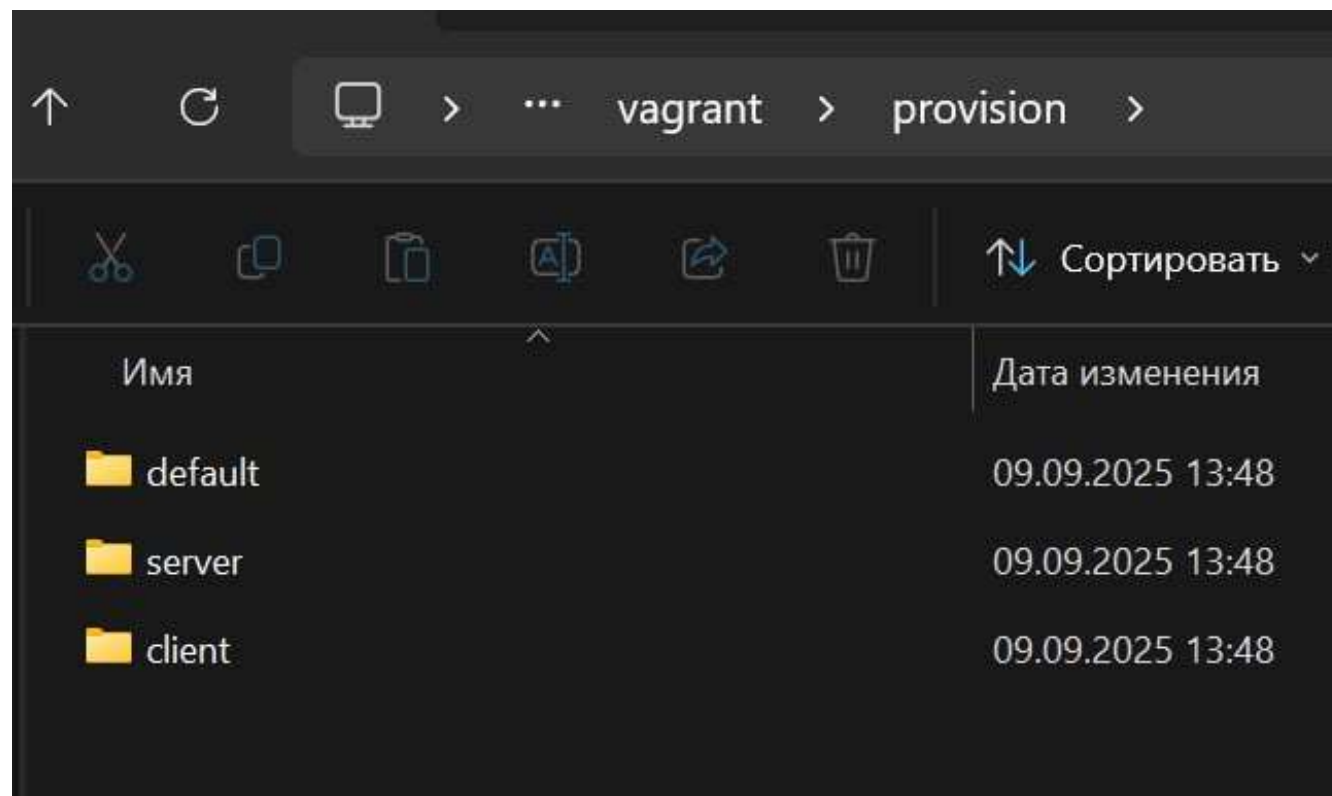 … vagrant > provision >
Сортировать
Имя Дата изменения
default 09.09.2025 13:48
server 09.09.2025 13:48
client 09.09.2025 13:48